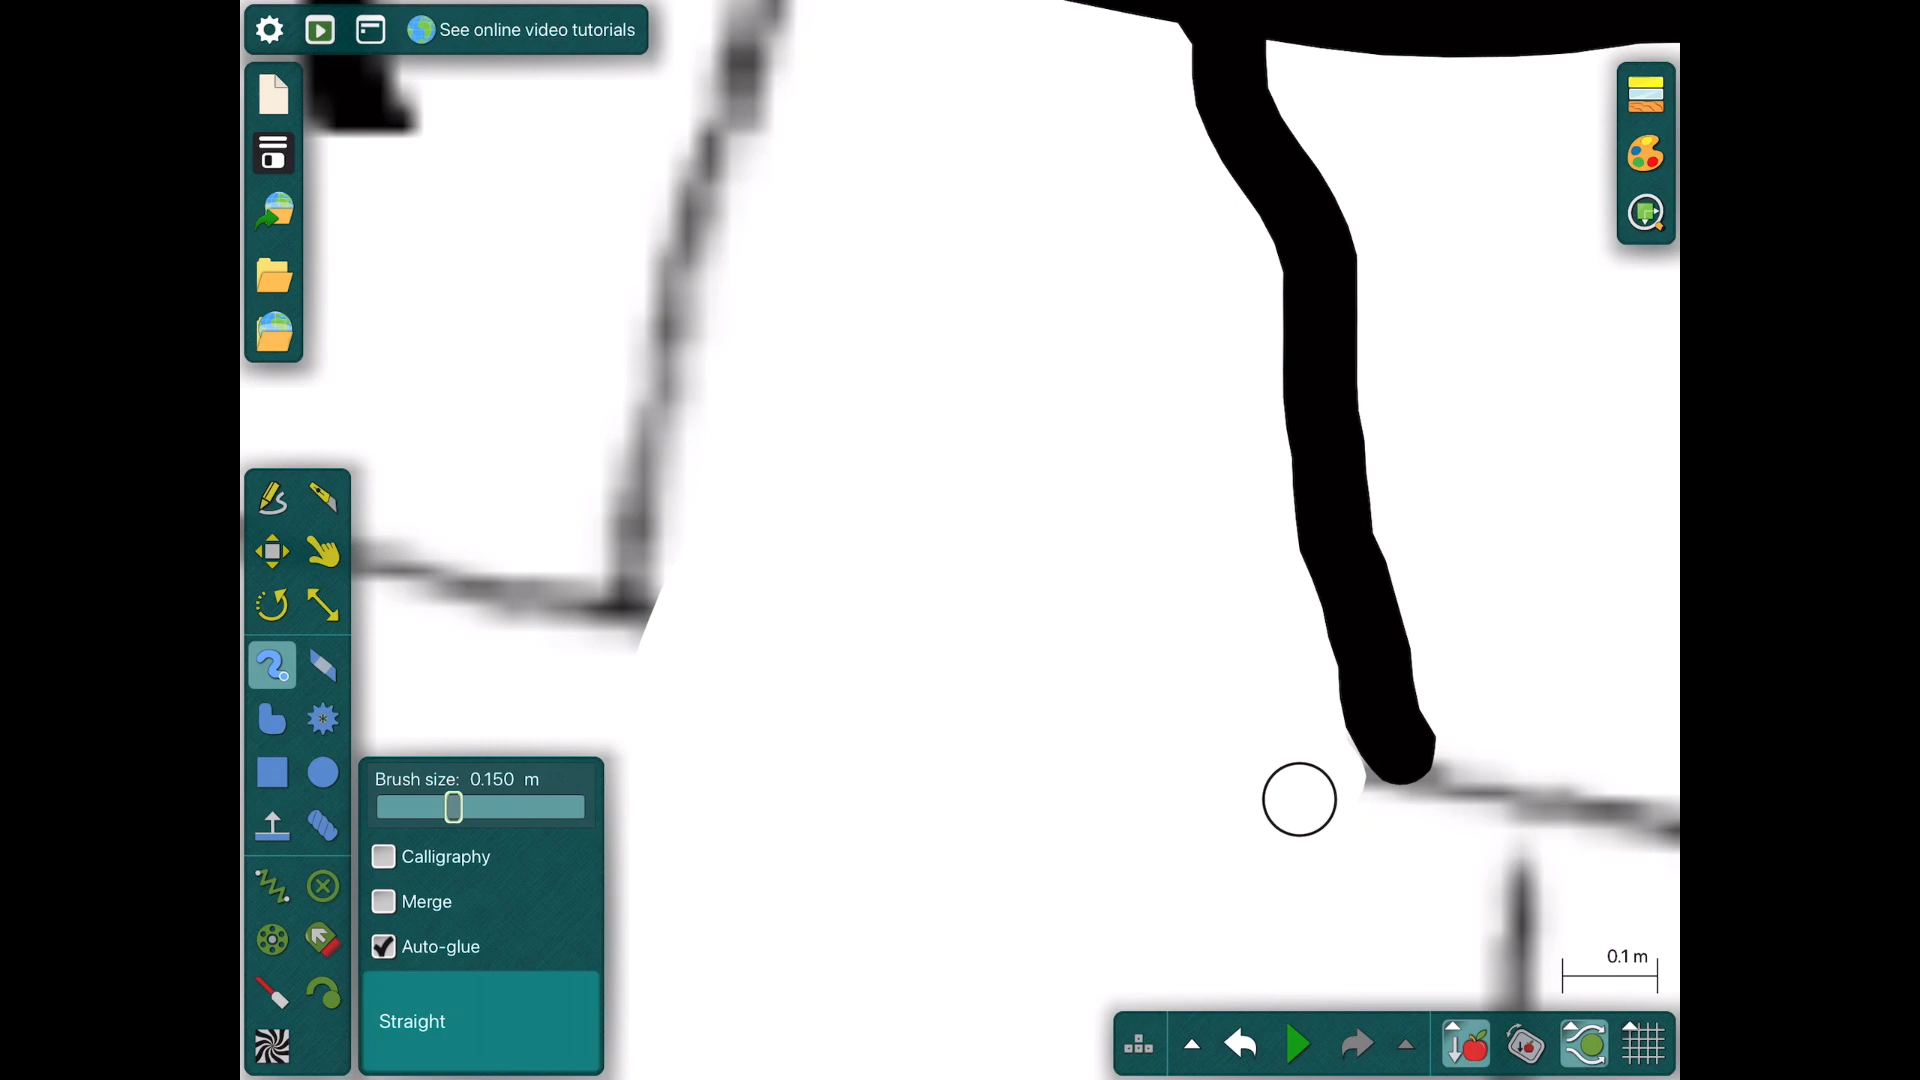 See online video tutorials
Brush size: 0.150 m
Calligraphy
Merge
Auto-glue
Straight
0.1 m